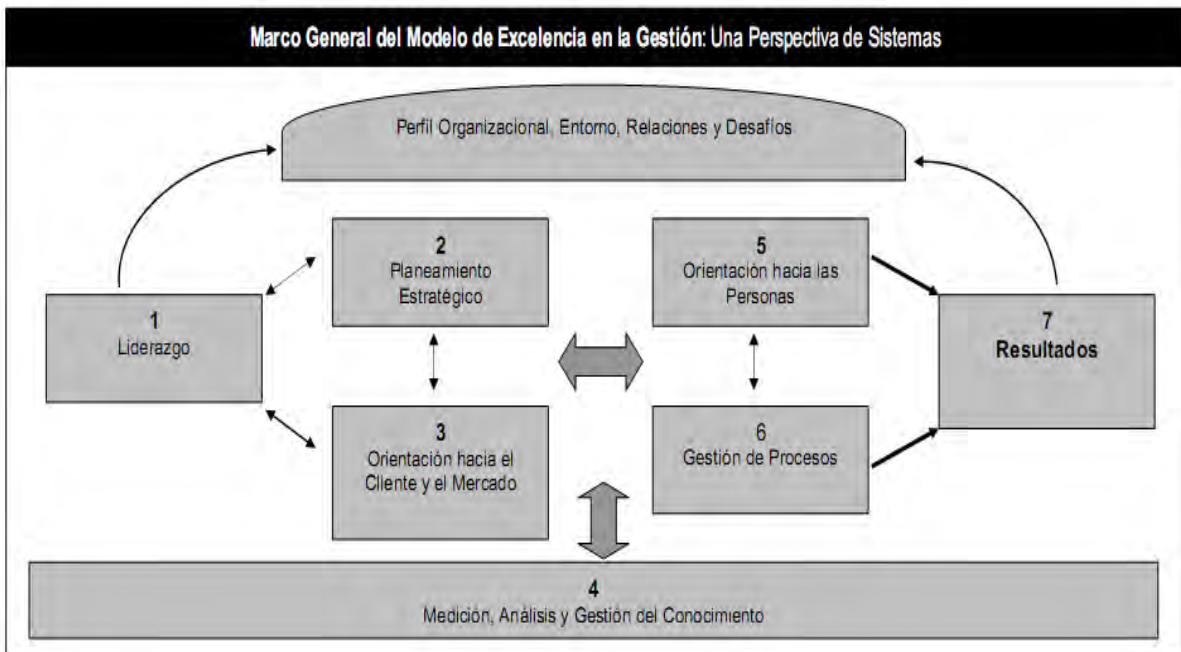 Marco General del Modelo de Excelencia en la Gestión: Una Perspectiva de Sistemas
Perfil Organizacional, Entorno, Relaciones y Desafíos
1
Liderazgo
2
Planeamiento
Estratégico
3
Orientación hacia el
Cliente y el Mercado
5
Orientación hacia las
Personas
6
Gestión de Procesos
7
Resultados
4
Medición, Análisis y Gestión del Conocimiento